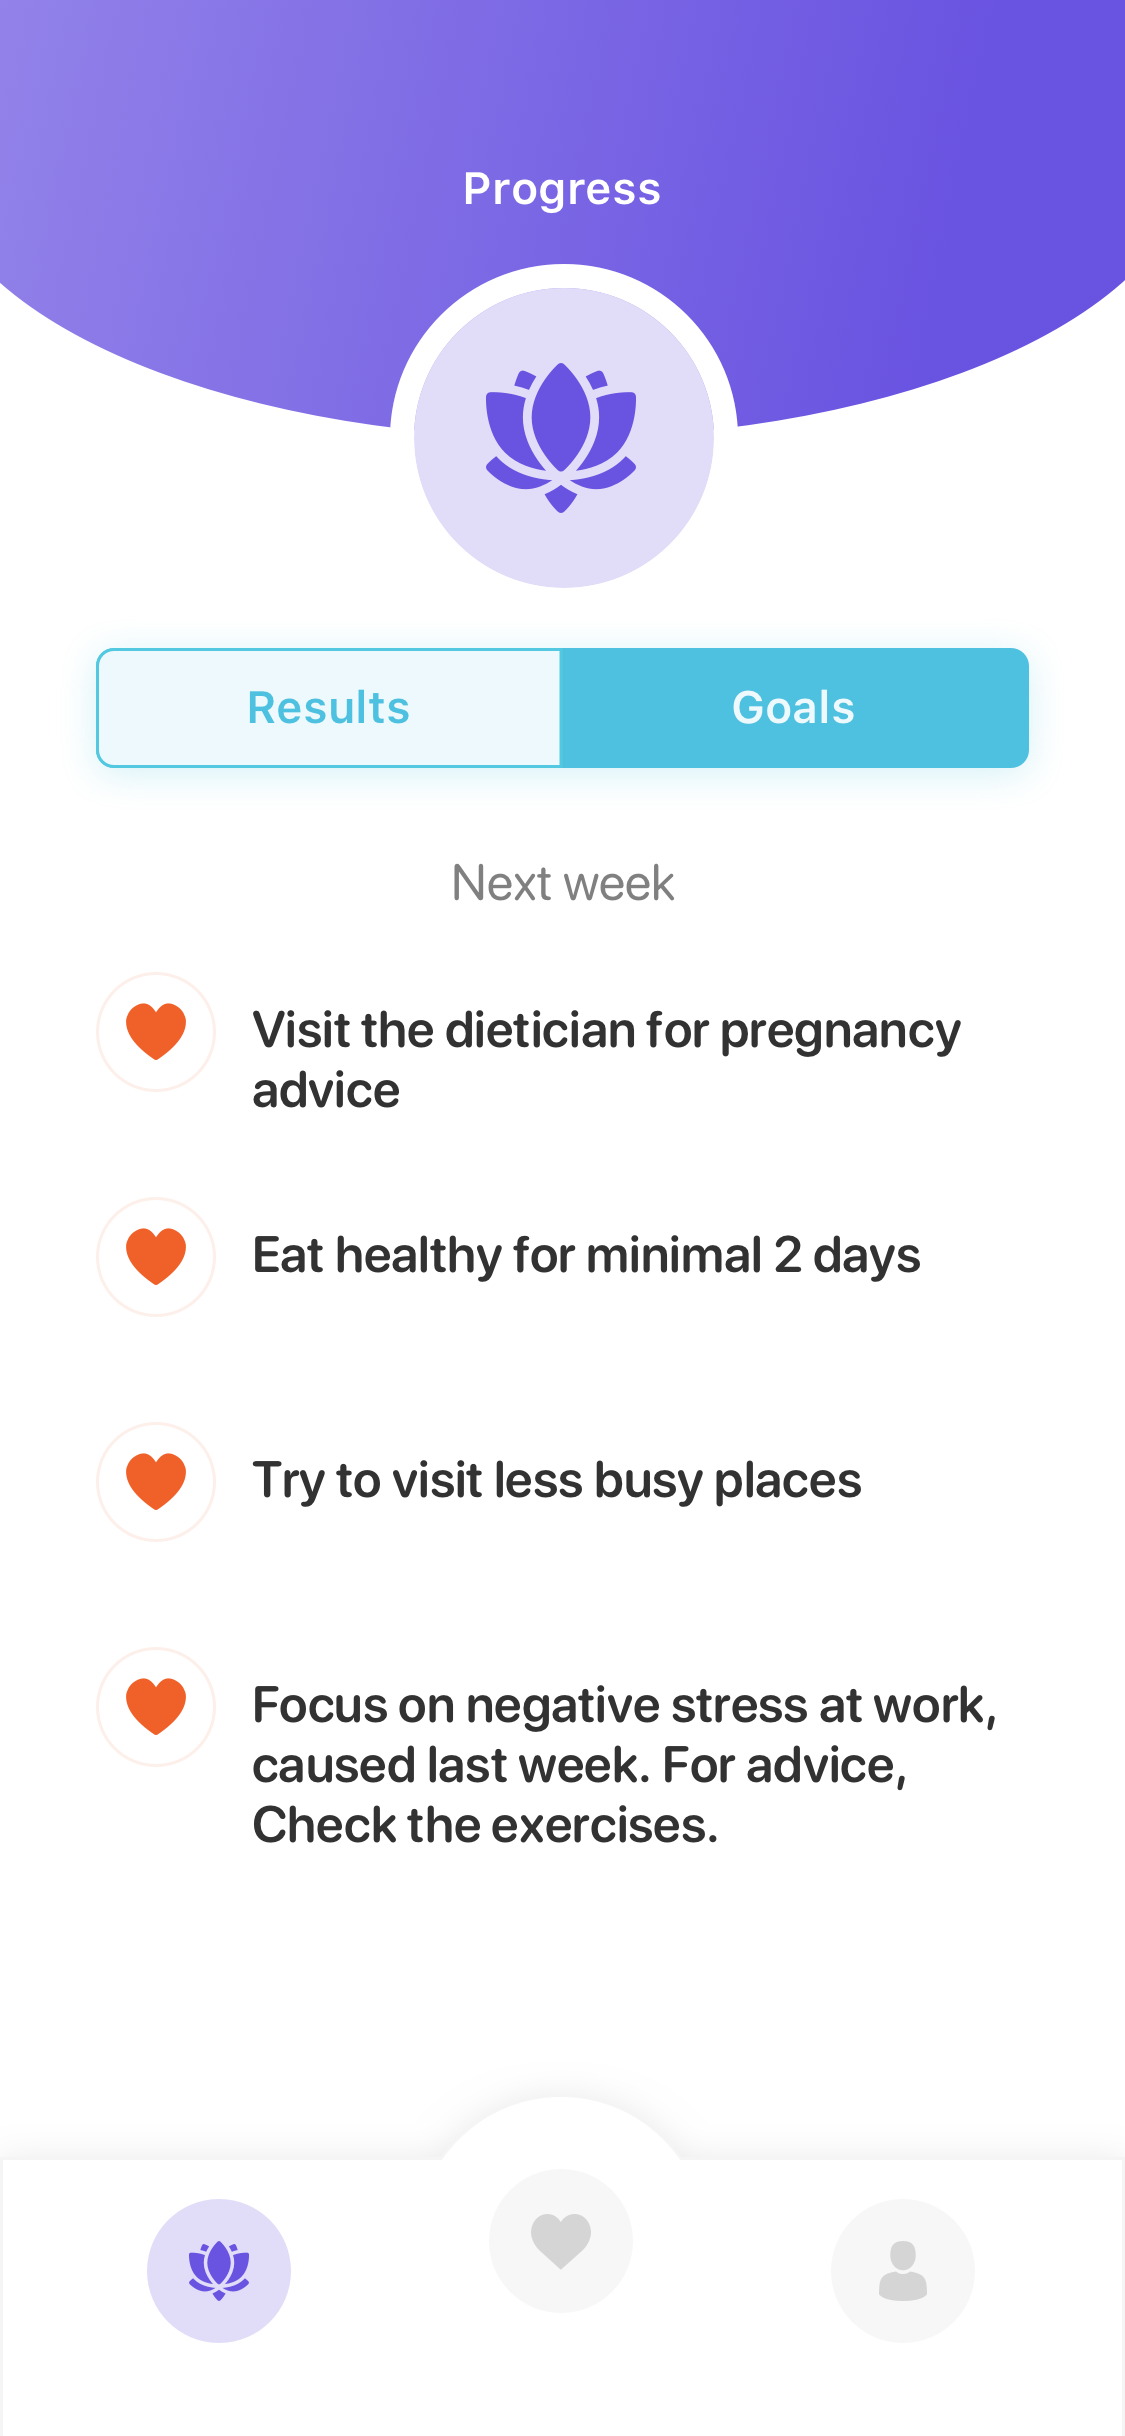 Progress
Results
Goals
Next week
Visit the dietician for pregnancy
advice
Eat healthy for minimal 2 days
Try to visit less busy places
Focus on negative stress at work,
caused last week. For advice,
Check the exercises.